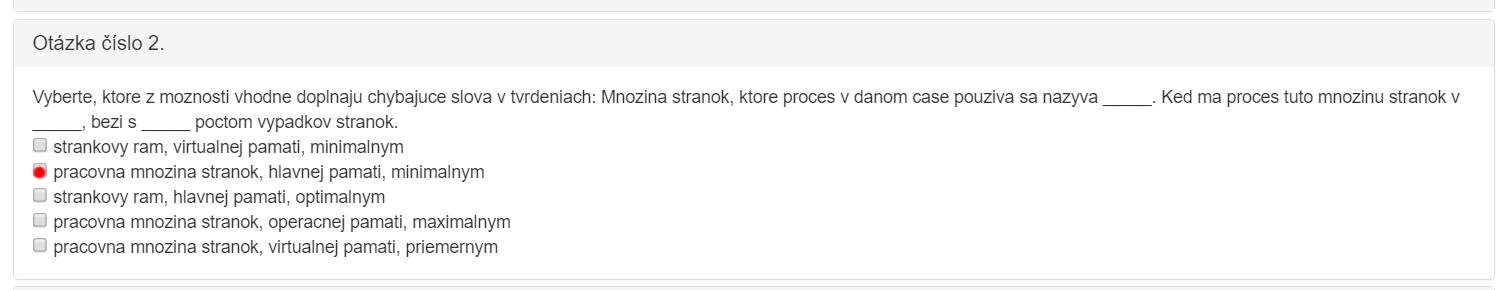 Otázka číslo 2.
Vyberte, ktore z moznosti vhodne doplnaju chybajuce slova v tvrdeniach: Mnozina stranok, ktore proces v danom case pouziva sa nazyva _____. Ked ma proces tuto mnozinu stranok v
_____, bezi s _____ poctom vypadkov stranok.
strankovy ram, virtualnej pamati, minimalnym
pracovna mnozina stranok, hlavnej pamati, minimalnym
strankovy ram, hlavnej pamati, optimalnym
pracovna mnozina stranok, operacnej pamati, maximalnym
pracovna mnozina stranok, virtualnej pamati, priemernym